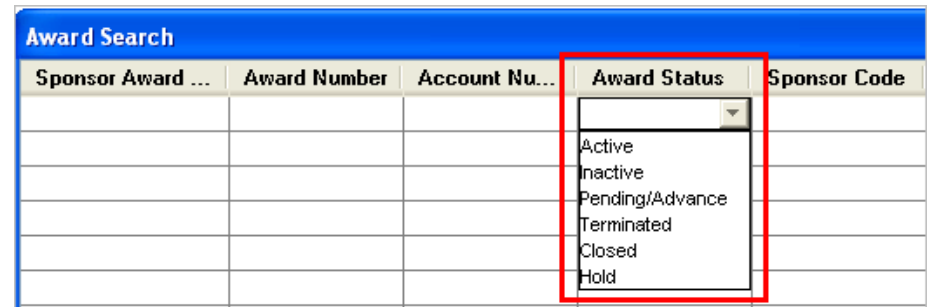 Award Search
Sponsor Award ... Award Number Account Nu... Award Status Sponsor Code
Active
Inactive
Pending/Advance
Terminated
Closed
Hold